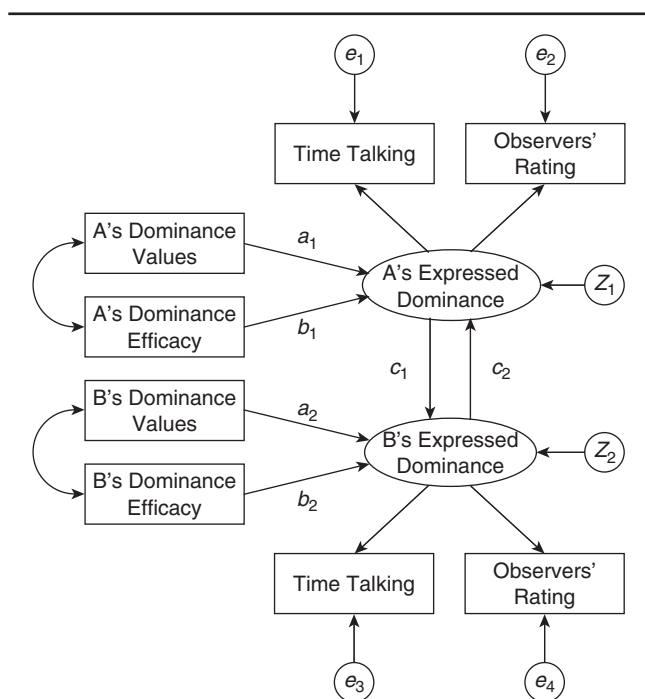 e1
e2
Time Talking
Observers'
Rating
A's Dominance
Values
a1
A's Expressed
Dominance
Z1
A's Dominance
Efficacy
b1
c1
c2
B's Dominance
Values
a2
B's Expressed
Dominance
Z2
B's Dominance
Efficacy
b2
Time Talking
Observers'
Rating
e3
e4